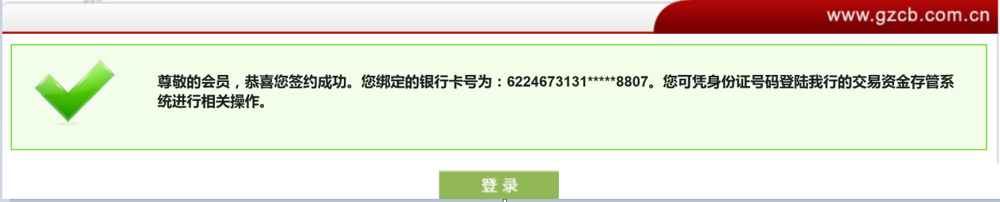 www.gzcb.com.cn
尊敬的会员，恭喜您签约成功。您绑定的银行卡号为：6224673131*****8807。您可凭身份证号码登陆我行的交易资金存管系
统进行相关操作。
登 录